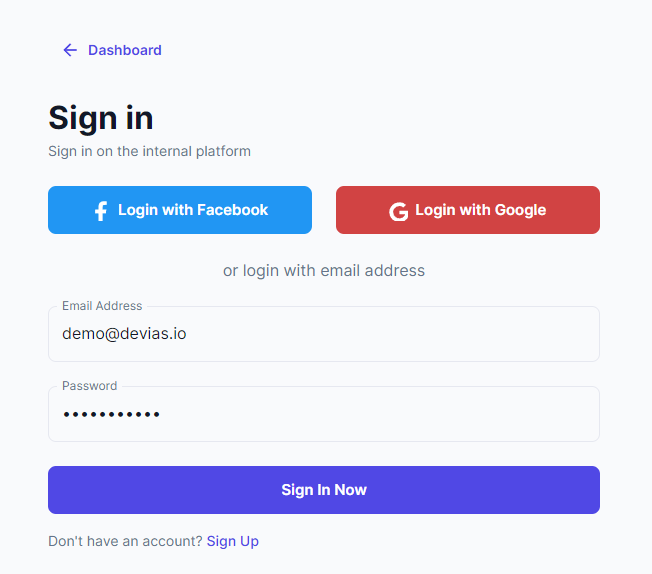 Dashboard
Sign in
Sign in on the internal platform
Login with Facebook
Login with Google
or login with email address
Email Address
demo@devias.io
Password
•••••••••••
Sign In Now
Don't have an account? Sign Up